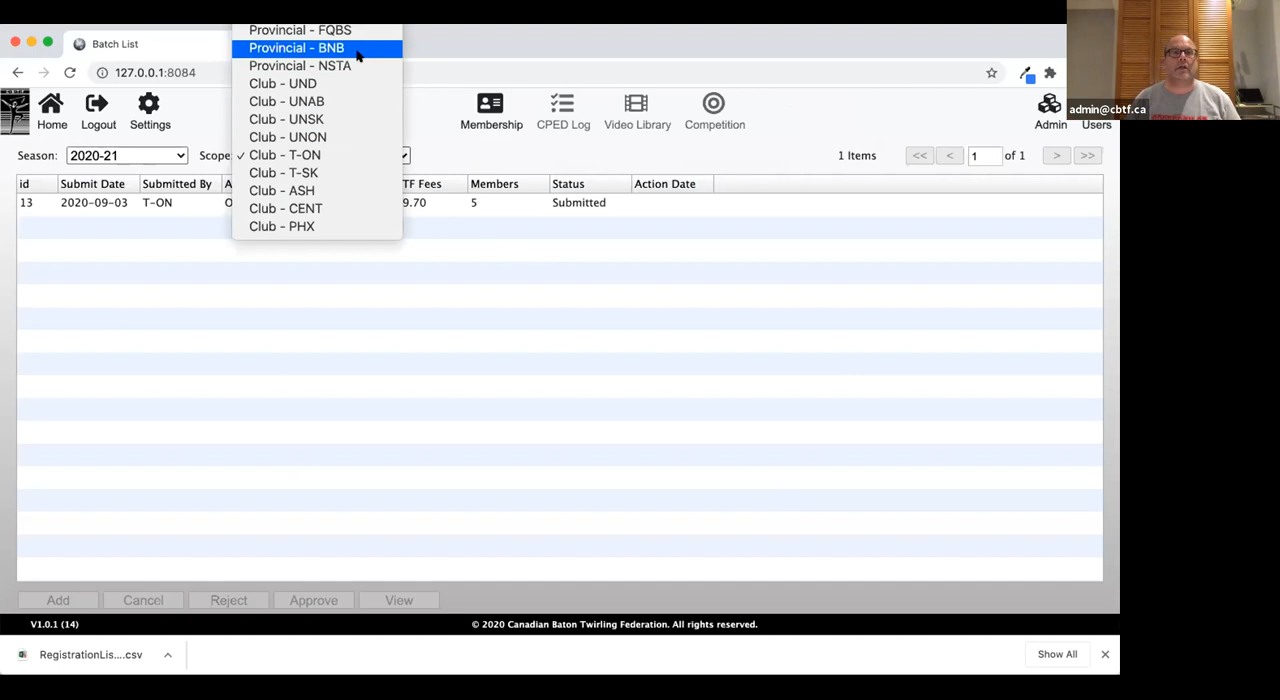 Provincial - FQBS
Batch List
Provincial - BNB
127.0.0.1:8084
Provincial - NSTA
Club - UND
Club - UNAB
Club - UNSK
Club - UNON
✓ Club - T-ON
Club - T-SK
Club - ASH
Club - CENT
Club - PHX
admin@cbtf.ca
Home Logout Settings Membership CPED Log Video Library Competition Admin Users
Season: 2020-21 Scope: 1 Items << < 1 of 1 > >>
id Submit Date Submitted By A TF Fees Members Status Action Date
13 2020-09-03 T-ON O 9.70 5 Submitted
Add Cancel Reject Approve View
V1.0.1 (14) © 2020 Canadian Baton Twirling Federation. All rights reserved.
RegistrationLis....csv Show All